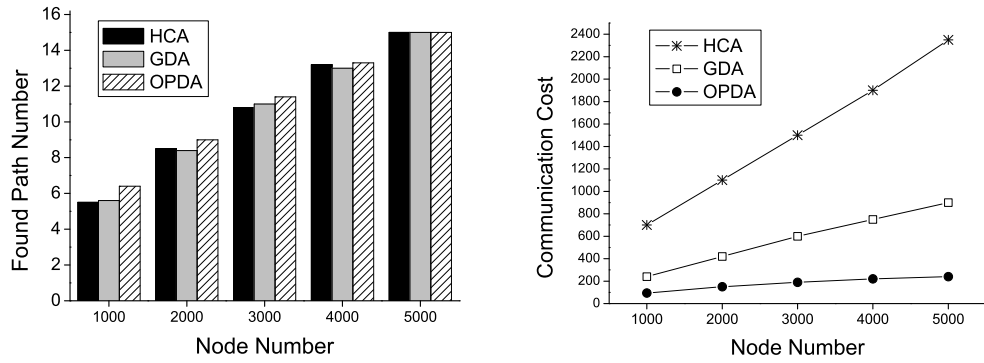 16
14
12
10
8
6
4
2
0
Found Path Number
HCA
GDA
OPDA
1000 2000 3000 4000 5000
Node Number
2400
2200
2000
1800
1600
1400
1200
1000
800
600
400
200
0
Communication Cost
HCA
GDA
OPDA
1000 2000 3000 4000 5000
Node Number